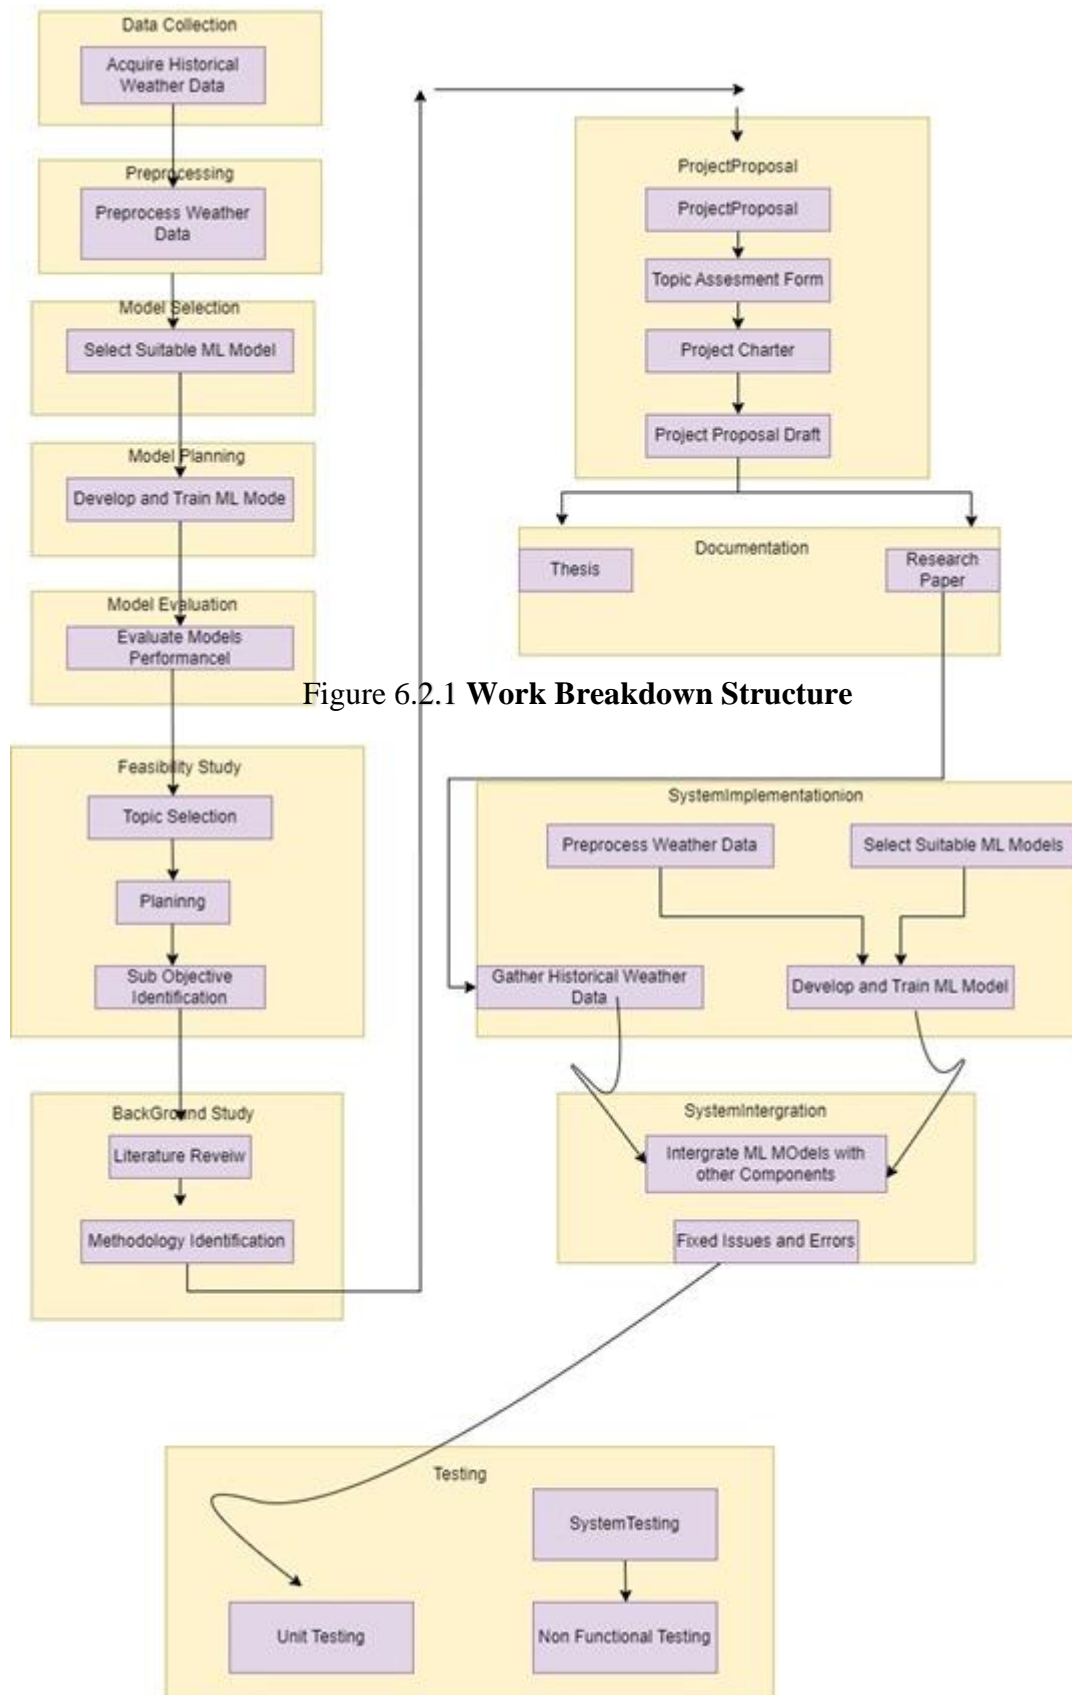 Data Collection
Acquire Historical
Weather Data
Preprocessing
Preprocess Weather
Data
Model Selection
Select Suitable ML Model
Model Planning
Develop and Train ML Mode
Model Evaluation
Evaluate Models
Performancel
Feasibility Study
Topic Selection
Planinng
Sub Objective
Identification
BackGround Study
Literature Reveiw
Methodology Identification
ProjectProposal
ProjectProposal
Topic Assesment Form
Project Charter
Project Proposal Draft
Documentation
Thesis
Research
Paper
Figure 6.2.1 Work Breakdown Structure
SystemImplementationion
Preprocess Weather Data
Select Suitable ML Models
Gather Historical Weather
Data
Develop and Train ML Model
SystemIntergration
Intergrate ML MOdels with
other Components
Fixed Issues and Errors
Testing
SystemTesting
Unit Testing
Non Functional Testing